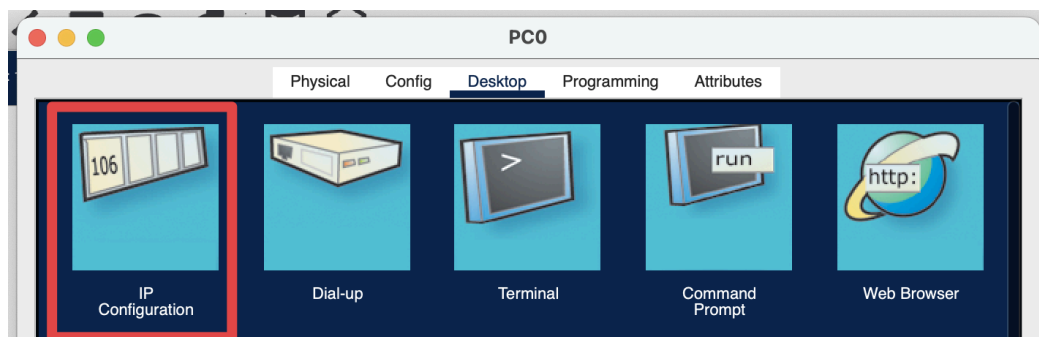 PC0
Physical Config Desktop Programming Attributes
106
>
run
http:
IP
Configuration
Dial-up
Terminal
Command
Prompt
Web Browser